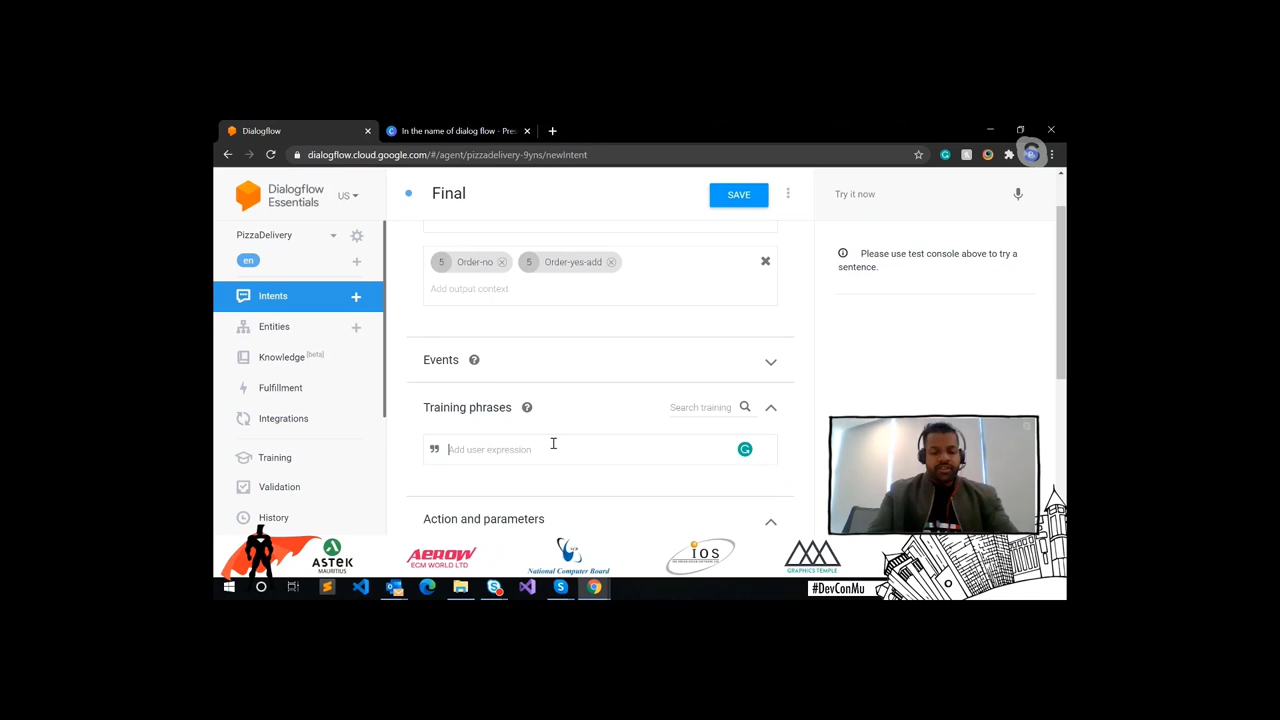 Dialogflow
In the name of dialog flow - Pres
dialogflow.cloud.google.com/#/agent/pizzadelivery-9yns/newIntent
Dialogflow
Essentials
US
Final
SAVE
Try it now
PizzaDelivery
en
Please use test console above to try a
sentence.
5 Order-no
5 Order-yes-add
Add output context
Intents
Entities
Knowledge [beta]
Fulfillment
Integrations
Training
Validation
History
Events
Training phrases
Search training
Add user expression
Action and parameters
ASTEK
MAURITIUS
AEROW
ECM WORLD LTD
National Computer Board
IOS
GRAPHICS TEMPLE
#DevConMu